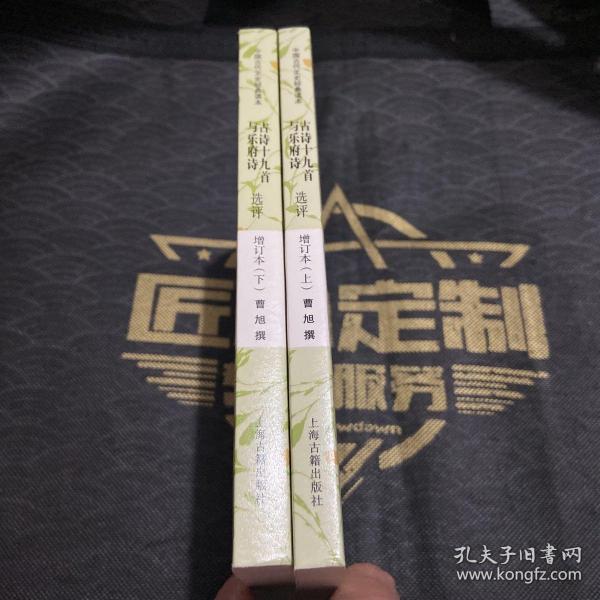 中国古代文史经典读本
古诗十九首
与乐府诗
选评
增订本（下）
曹旭 撰
上海古籍出版社
中国古代文史经典读本
古诗十九首
与乐府诗
选评
增订本（上）
曹旭 撰
上海古籍出版社
匠
定制
服务
孔夫子旧书网
www.kongfz.com